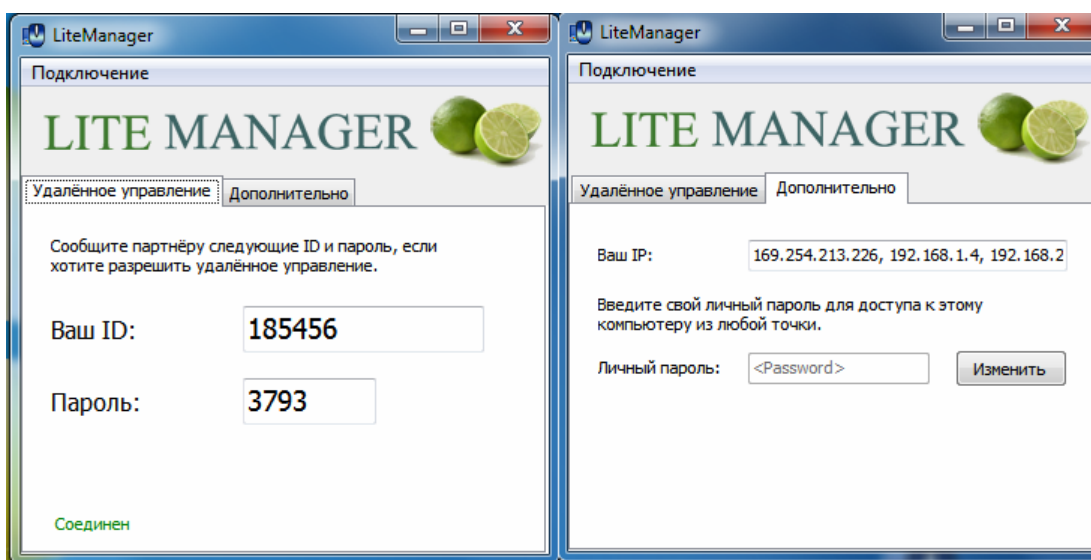 LiteManager
Подключение
LITE MANAGER
Удалённое управление
Дополнительно
Сообщите партнёру следующие ID и пароль, если
хотите разрешить удалённое управление.
Ваш ID:
185456
Пароль:
3793
Соединен
LiteManager
Подключение
LITE MANAGER
Удалённое управление
Дополнительно
Ваш IP:
169.254.213.226, 192.168.1.4, 192.168.2
Введите свой личный пароль для доступа к этому
компьютеру из любой точки.
Личный пароль:
<Password>
Изменить